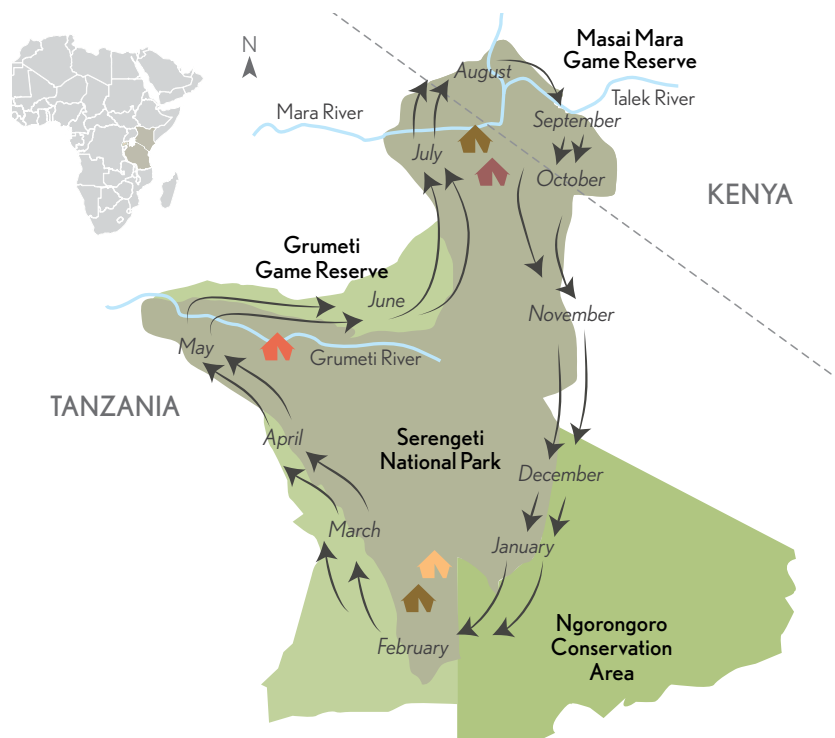 N
Masai Mara
Game Reserve
August
Talek River
Mara River
September
July
October
KENYA
Grumeti
Game Reserve
June
November
May
Grumeti River
TANZANIA
April
Serengeti
National Park
December
March
January
Ngorongoro
Conservation
Area
February